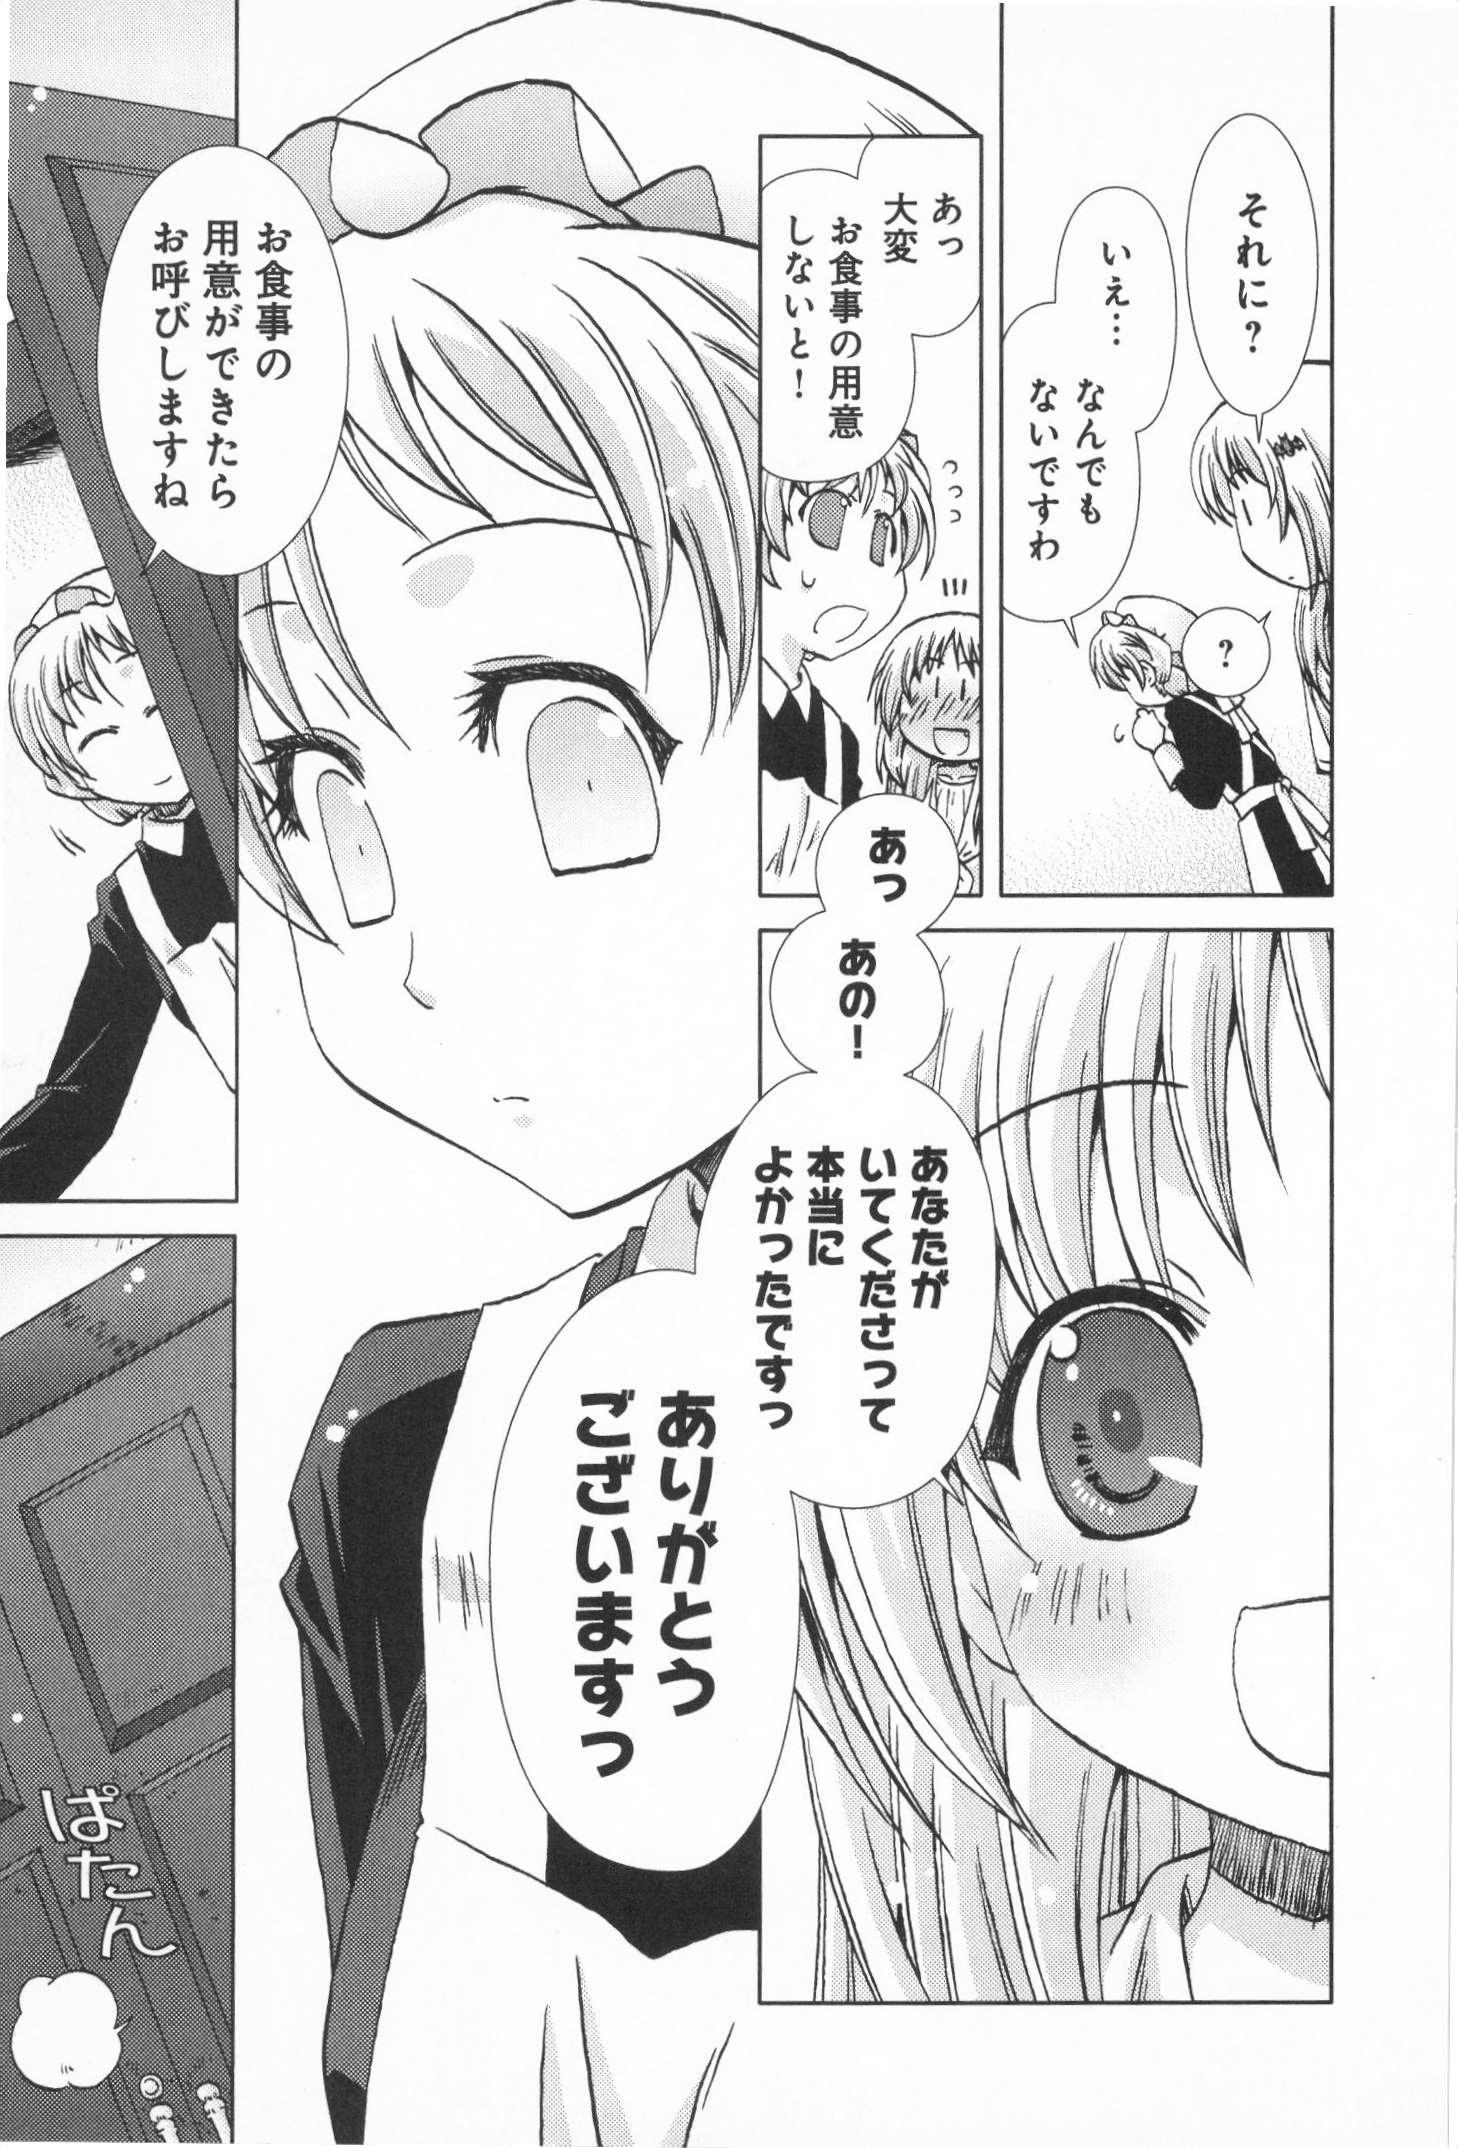 それに?
?
いえ…
なんでも
ないですわ
あっ
大変
お食事の用意
しないと!
あっ
あの!
あなたが
いてくださって
本当に
よかったですっ
ありがとう
ございますっ
お食事の
用意ができたら
お呼びしますね
ぱたん